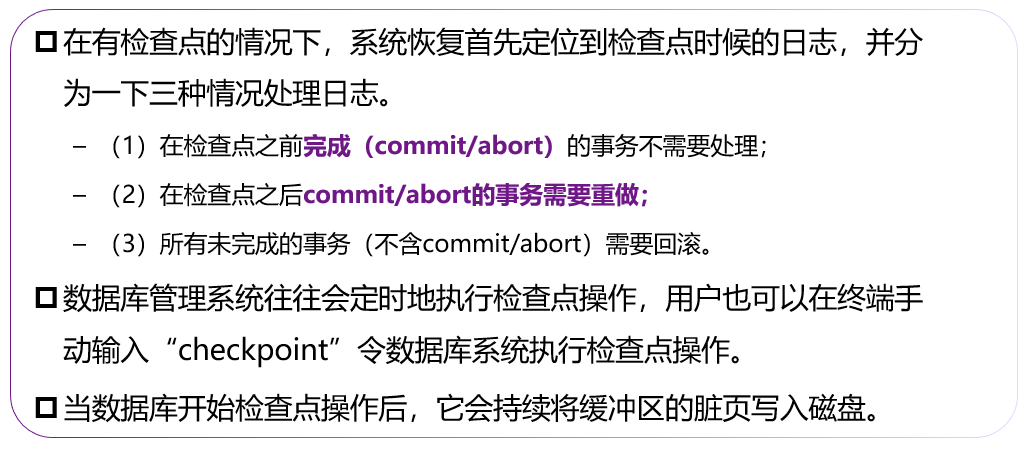 在有检查点的情况下，系统恢复首先定位到检查点时候的日志，并分
为一下三种情况处理日志。
– （1）在检查点之前完成（commit/abort）的事务不需要处理；
– （2）在检查点之后commit/abort的事务需要重做；
– （3）所有未完成的事务（不含commit/abort）需要回滚。
数据库管理系统往往会定时地执行检查点操作，用户也可以在终端手
动输入“checkpoint”令数据库系统执行检查点操作。
当数据库开始检查点操作后，它会持续将缓冲区的脏页写入磁盘。